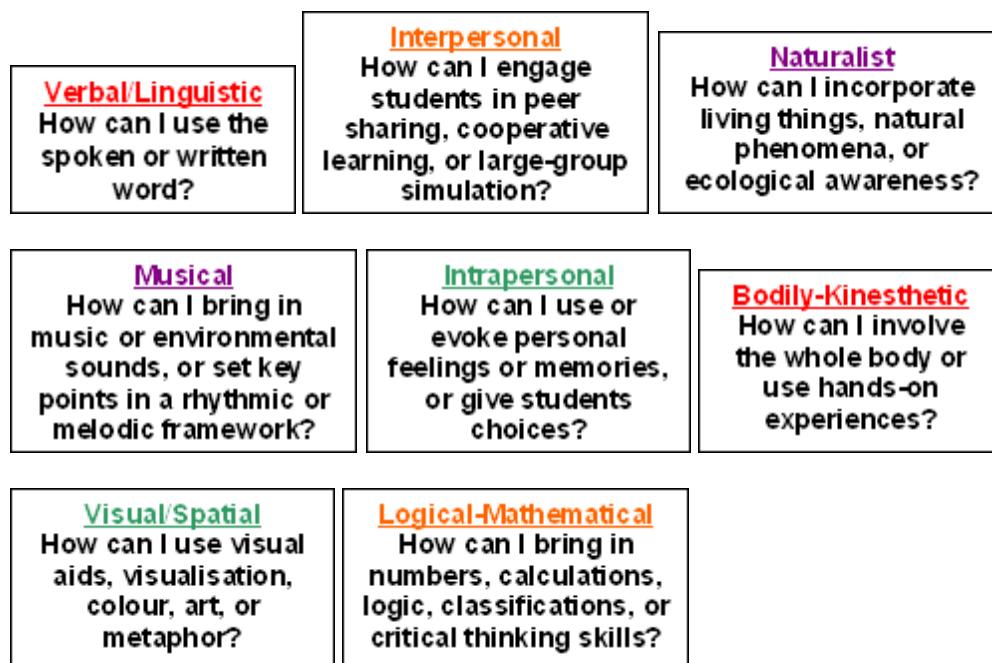 Verbal/Linguistic
How can I use the
spoken or written
word?
Interpersonal
How can I engage
students in peer
sharing, cooperative
learning, or large-group
simulation?
Naturalist
How can I incorporate
living things, natural
phenomena, or
ecological awareness?
Musical
How can I bring in
music or environmental
sounds, or set key
points in a rhythmic or
melodic framework?
Intrapersonal
How can I use or
evoke personal
feelings or memories,
or give students
choices?
Bodily-Kinesthetic
How can I involve
the whole body or
use hands-on
experiences?
Visual/Spatial
How can I use visual
aids, visualisation,
colour, art, or
metaphor?
Logical-Mathematical
How can I bring in
numbers, calculations,
logic, classifications, or
critical thinking skills?